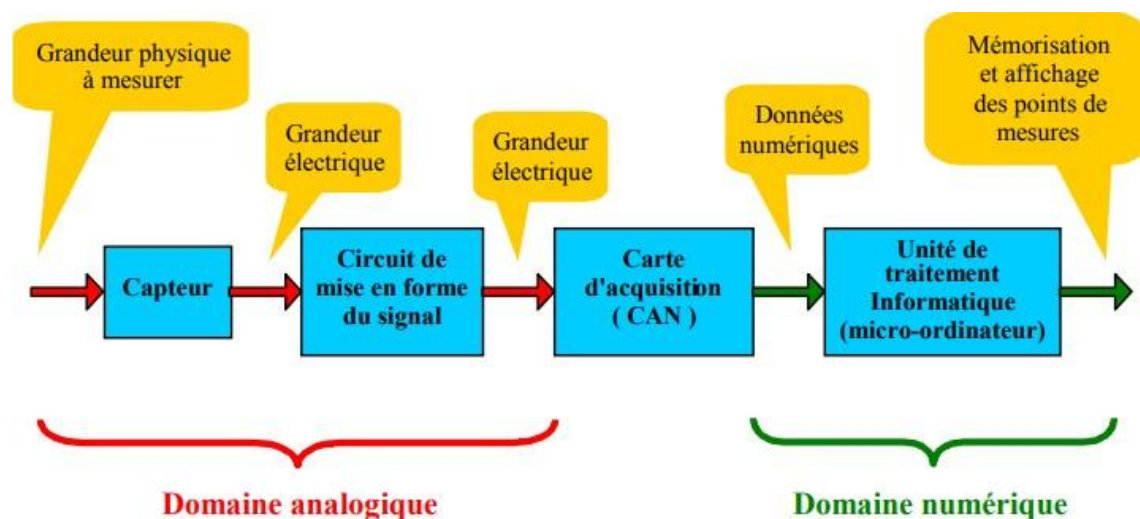 Grandeur physique
à mesurer
Grandeur
électrique
Grandeur
électrique
Données
numériques
Mémorisation
et affichage
des points de
mesures
Capteur
Circuit de
mise en forme
du signal
Carte
d'acquisition
( CAN )
Unité de
traitement
Informatique
(micro-ordinateur)
Domaine analogique
Domaine numérique